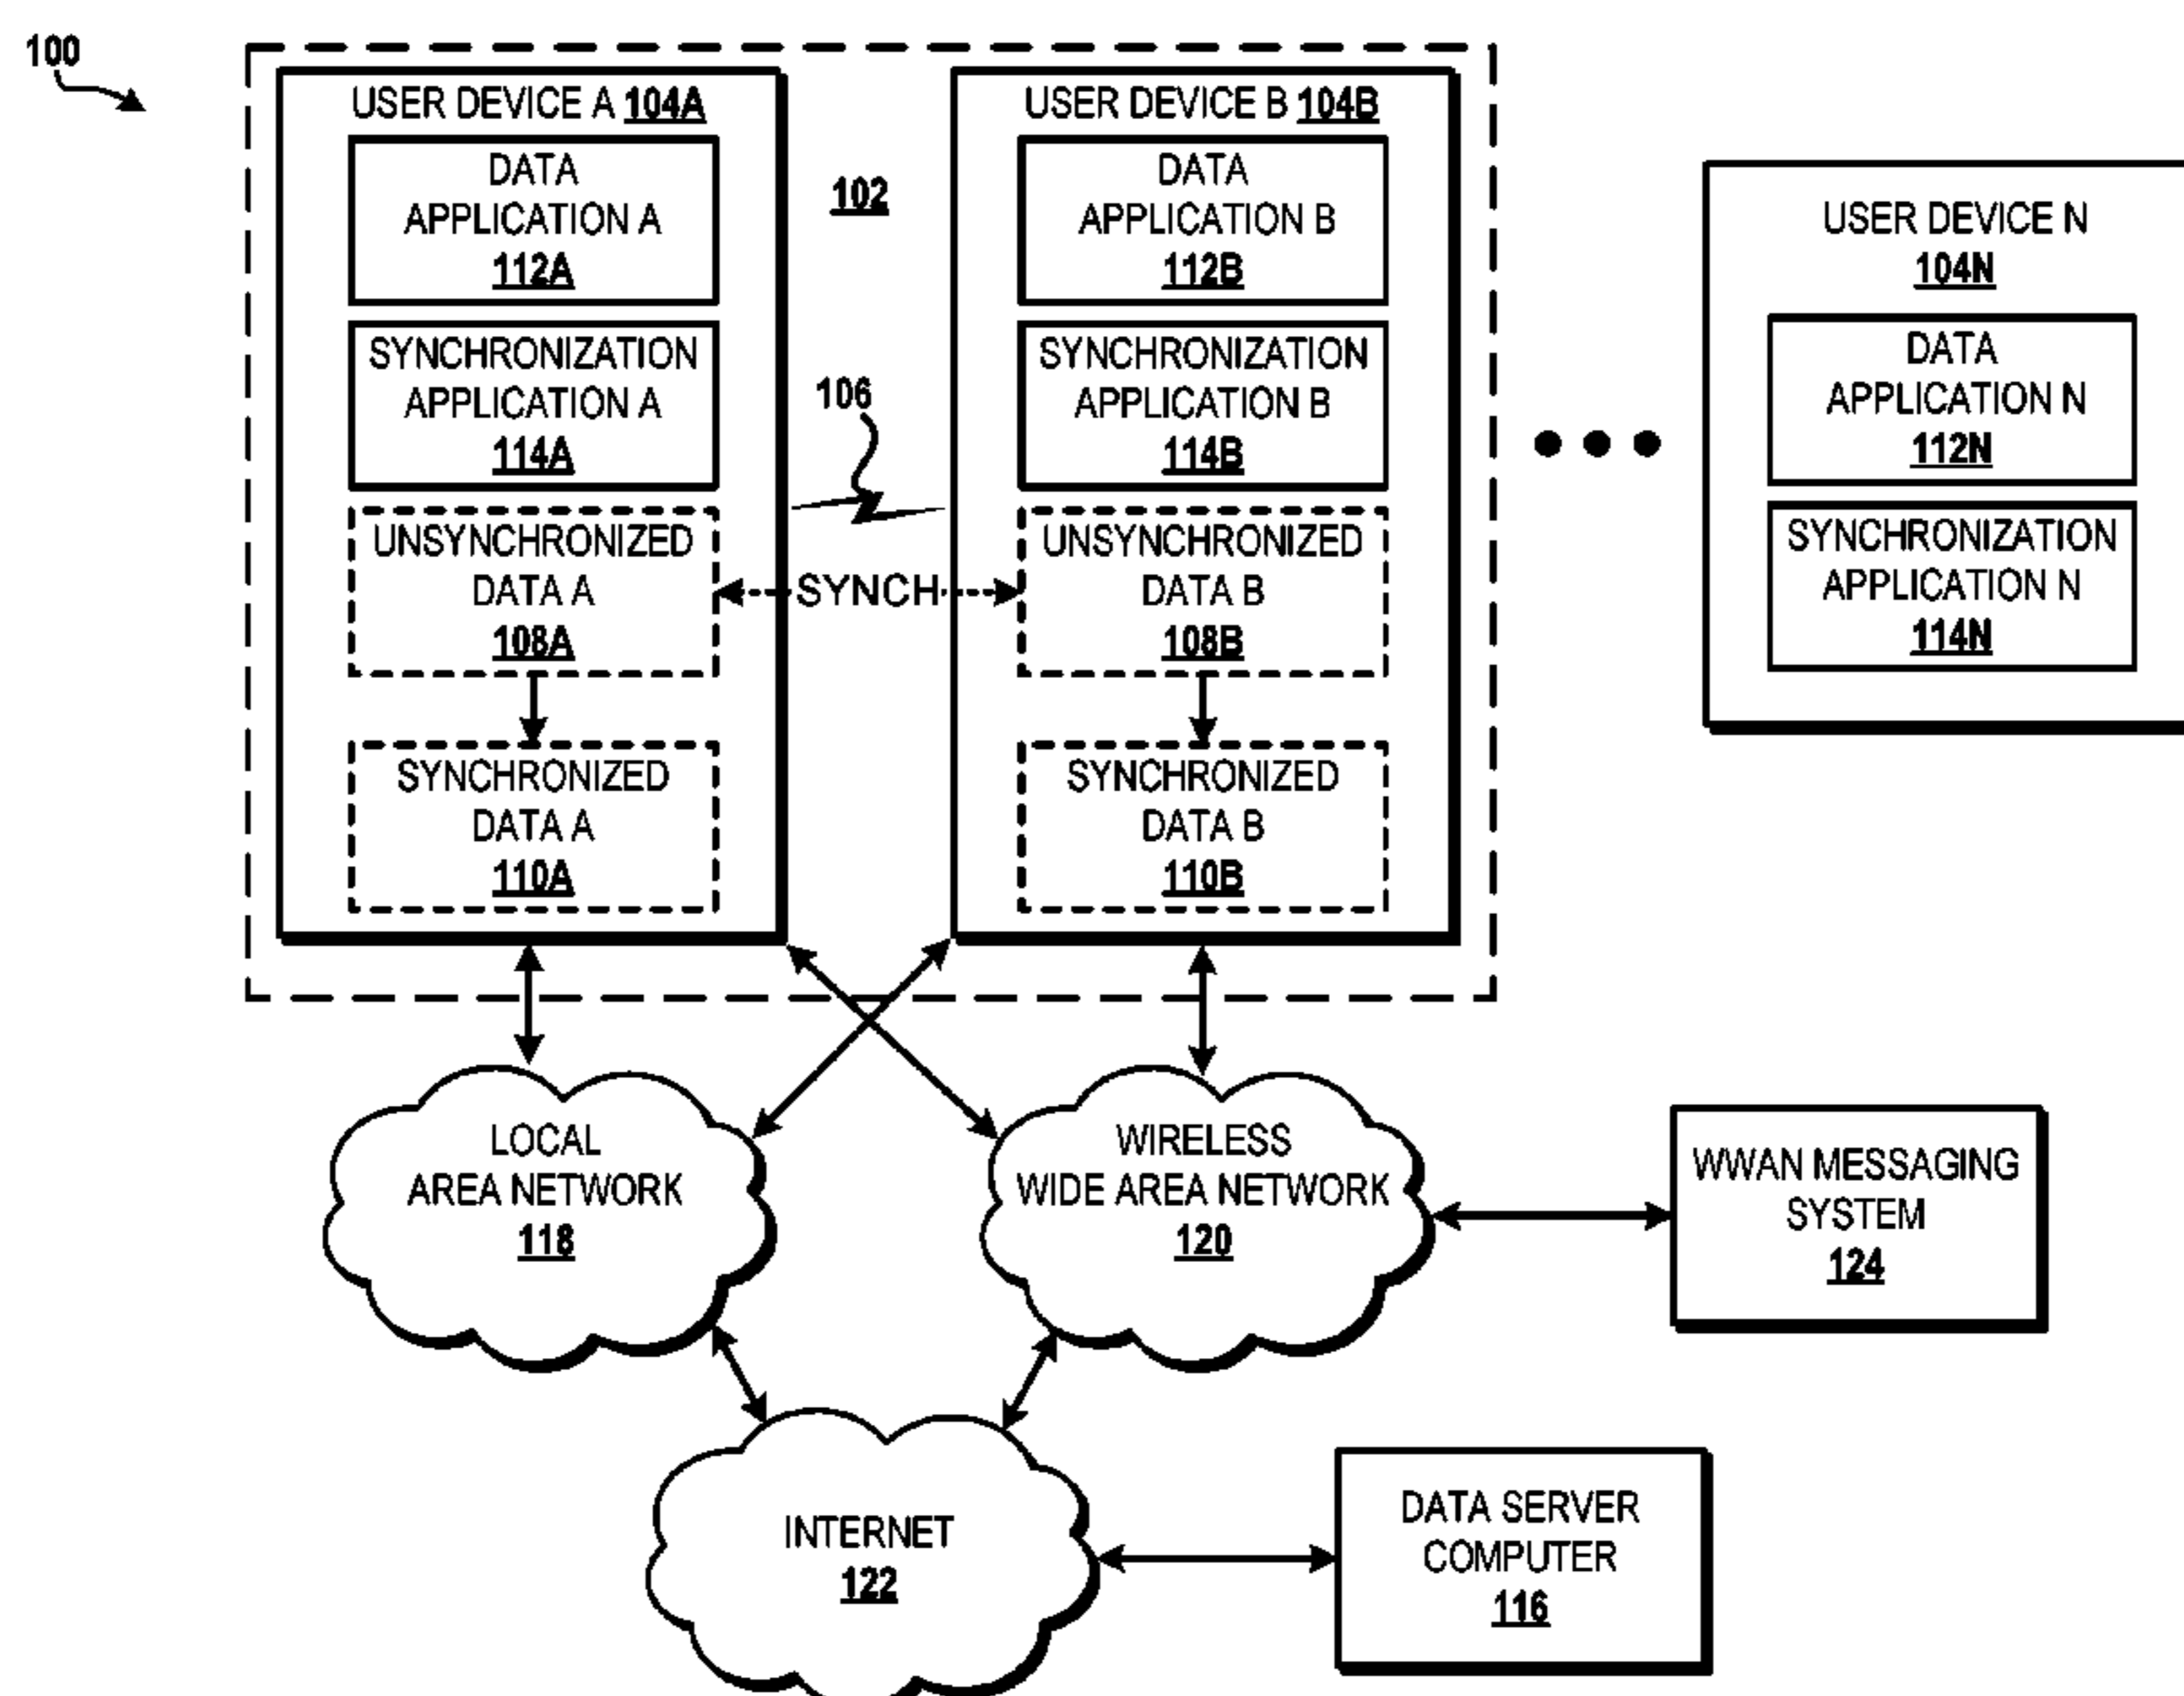 100
USER DEVICE A 104A
DATA
APPLICATION A
112A
SYNCHRONIZATION
APPLICATION A
114A
UNSYNCHRONIZED
DATA A
108A
SYNCHRONIZED
DATA A
110A
102
106
SYNCH
USER DEVICE B 104B
DATA
APPLICATION B
112B
SYNCHRONIZATION
APPLICATION B
114B
UNSYNCHRONIZED
DATA B
108B
SYNCHRONIZED
DATA B
110B
USER DEVICE N
104N
DATA
APPLICATION N
112N
SYNCHRONIZATION
APPLICATION N
114N
LOCAL
AREA NETWORK
118
WIRELESS
WIDE AREA NETWORK
120
WWAN MESSAGING
SYSTEM
124
INTERNET
122
DATA SERVER
COMPUTER
116